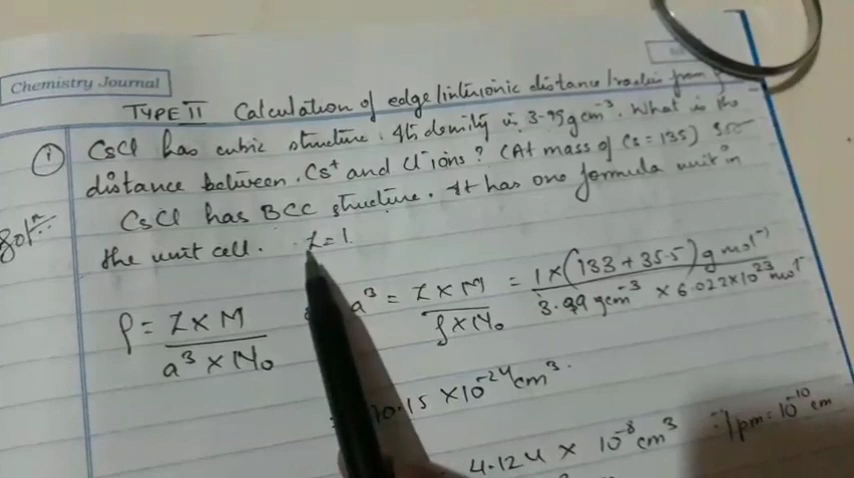 Chemistry Journal
TYPE II Calculation of edge/interionic distance/radii from
① CsCl has cubic structure. Its density is 3.99 g cm⁻³. What is the
distance between Cs⁺ and Cl⁻ ions? (At mass of Cs = 135) 35.5
Solⁿ:- CsCl has BCC structure. It has one formula unit in
the unit cell. ∴ Z = 1.
ρ = Z × M / a³ × N₀
a³ = Z × M / ρ × N₀ = 1 × (133 + 35.5) g mol⁻¹ / 3.99 g cm⁻³ × 6.022 × 10²³ mol⁻¹
70.15 × 10⁻²⁴ cm³.
4.124 × 10⁻⁸ cm³ ∵ 1 pm = 10⁻¹⁰ cm